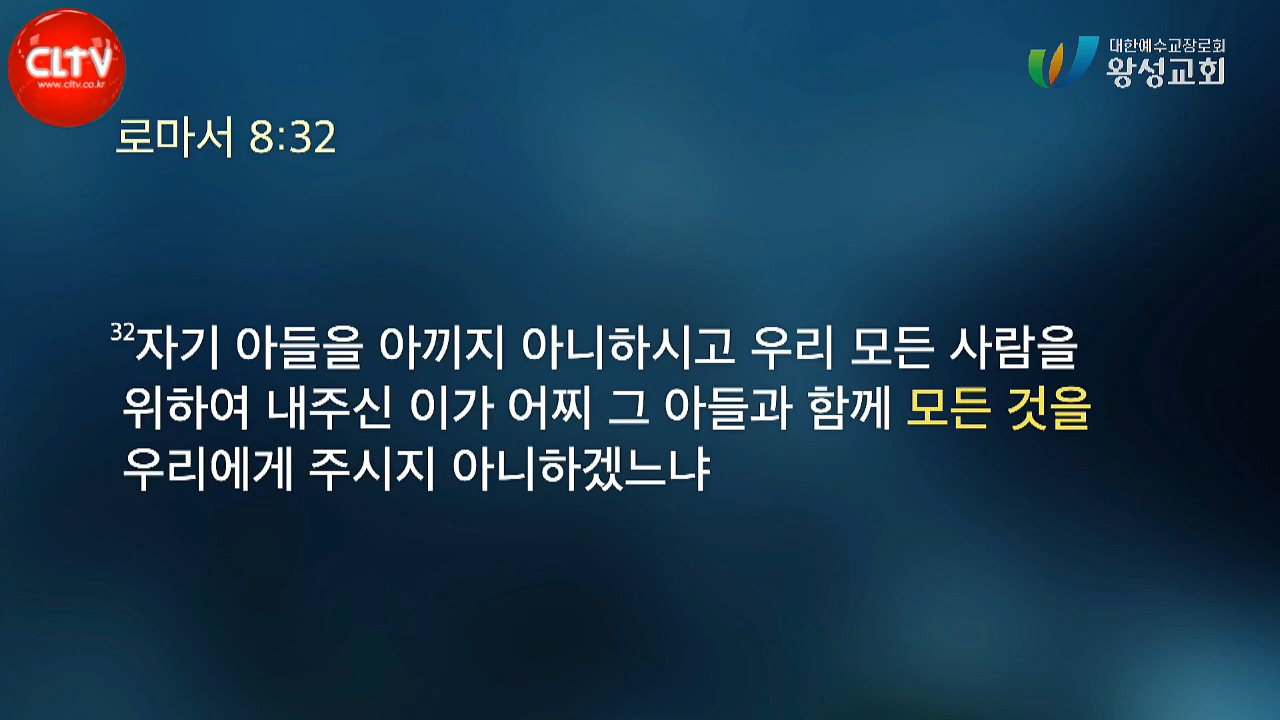 CLTV
www.cltv.co.kr
대한예수교장로회
왕성교회
로마서 8:32
32자기 아들을 아끼지 아니하시고 우리 모든 사람을
위하여 내주신 이가 어찌 그 아들과 함께 모든 것을
우리에게 주시지 아니하겠느냐